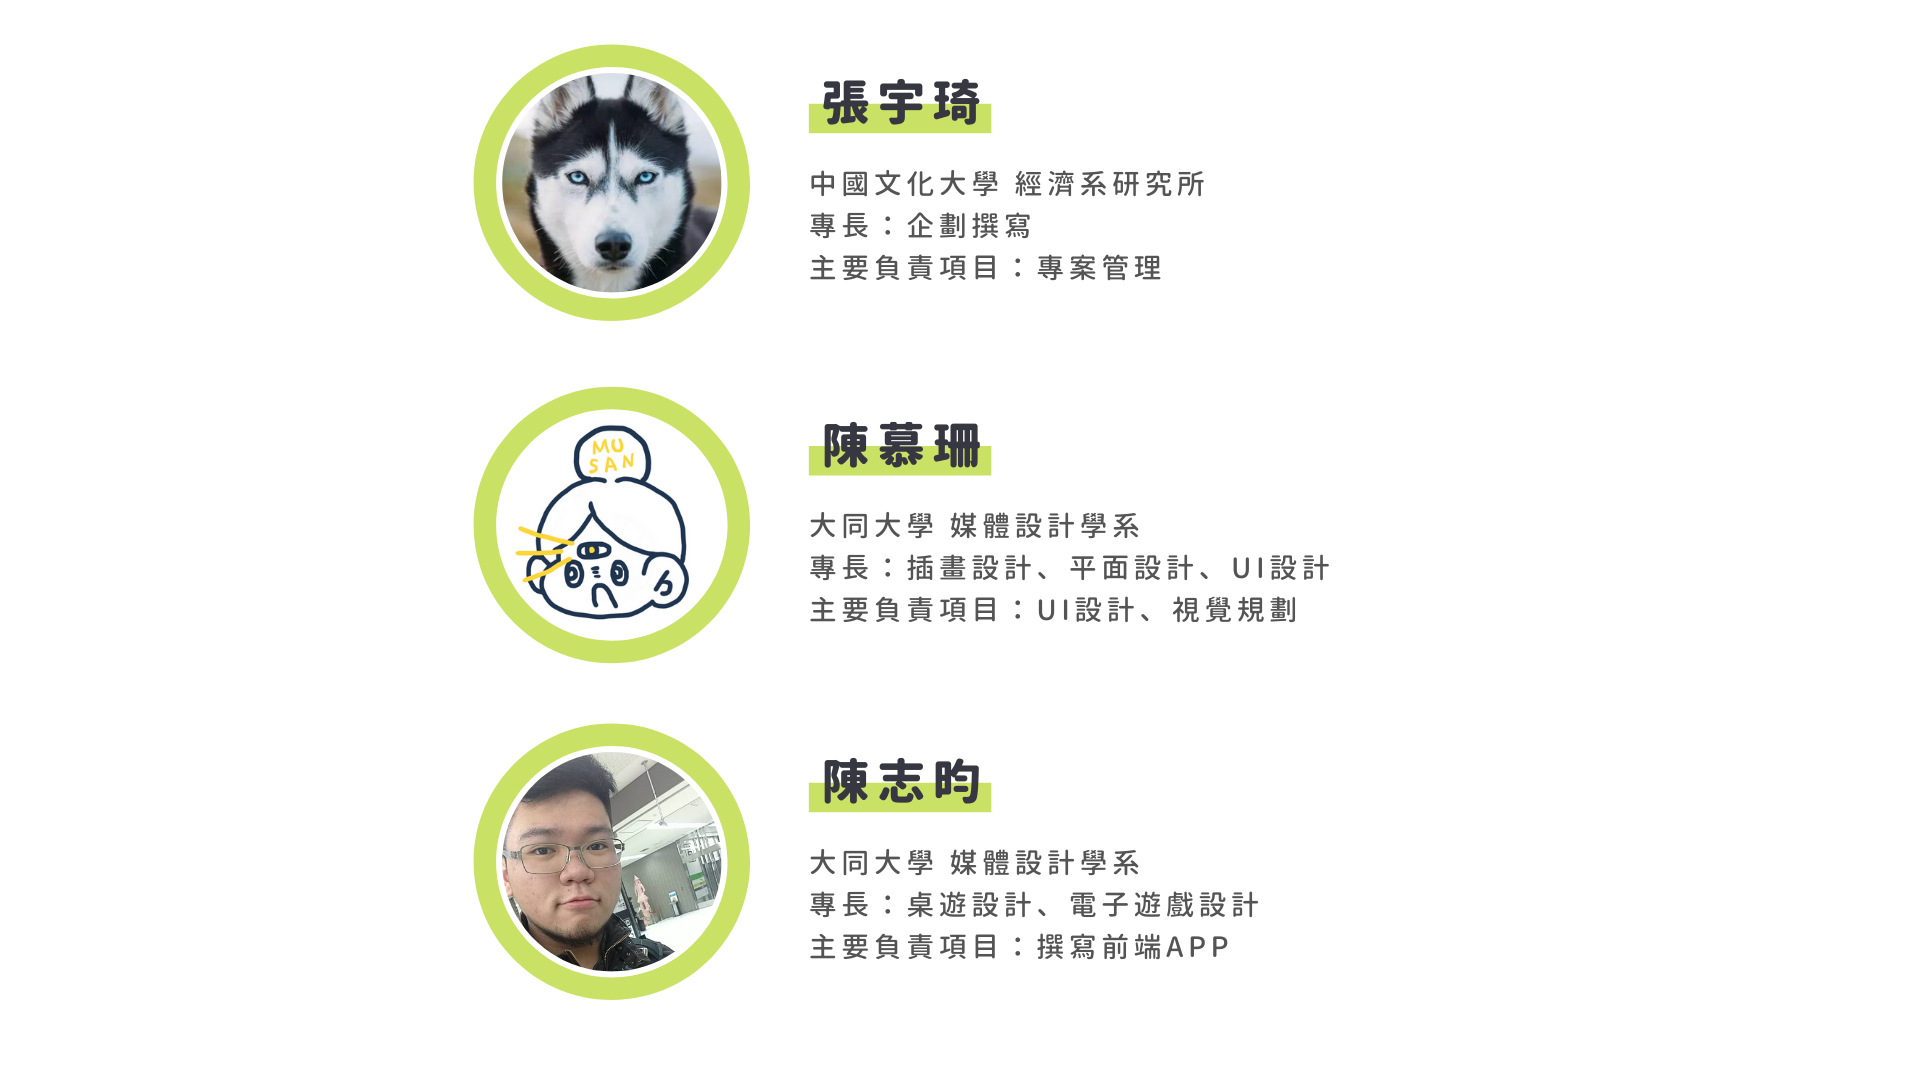 張宇琦
中國文化大學 經濟系研究所
專長：企劃撰寫
主要負責項目：專案管理
MU
SAN
陳慕珊
大同大學 媒體設計學系
專長：插畫設計、平面設計、UI設計
主要負責項目：UI設計、視覺規劃
陳志昀
大同大學 媒體設計學系
專長：桌遊設計、電子遊戲設計
主要負責項目：撰寫前端APP